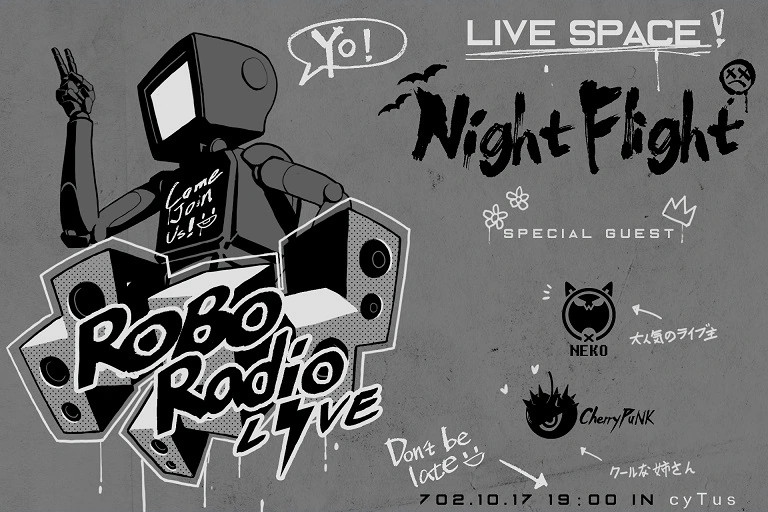 Yo!
LIVE SPACE!
Night Flight
Come
Join
Us!
SPECIAL GUEST
NEKO
大人気のライブ主
RoBO
Radio
LIVE
CherryPuNK
クールな姉さん
Don't be
late
702.10.17 19:00 IN cyTus